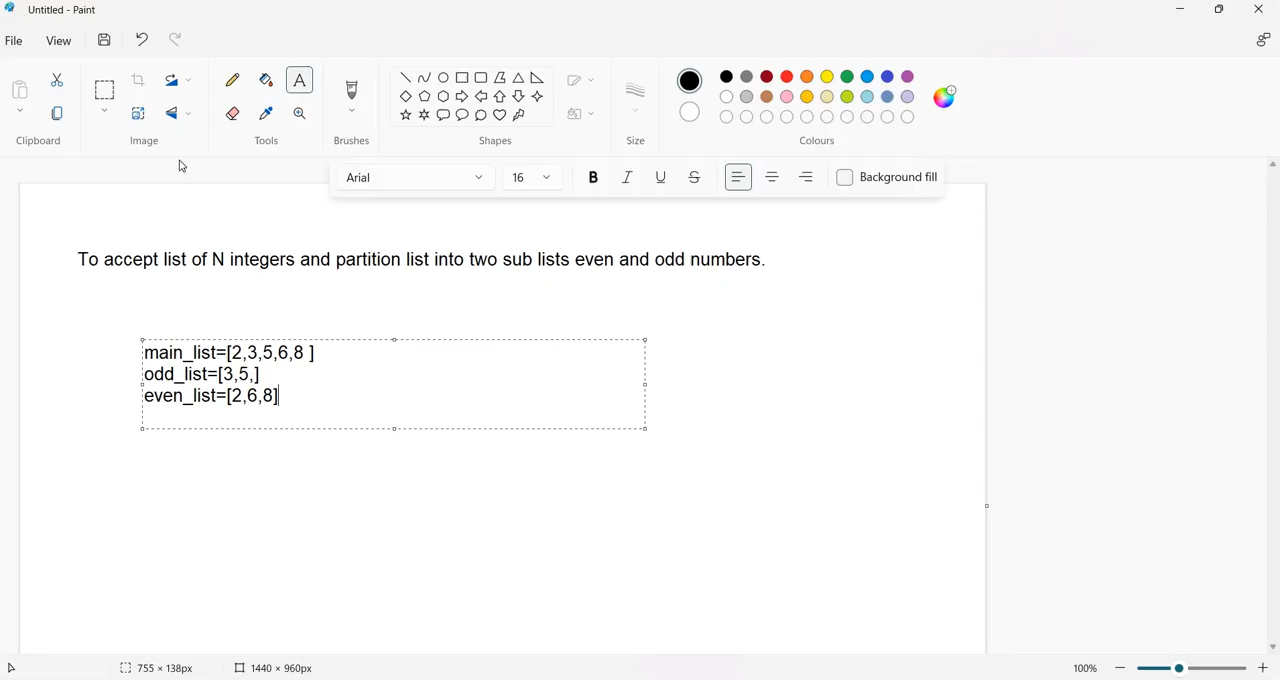 Untitled - Paint
File View
Clipboard Image Tools Brushes Shapes Size Colours
Arial 16 B I U S Background fill
To accept list of N integers and partition list into two sub lists even and odd numbers.
main_list=[2,3,5,6,8 ]
odd_list=[3,5,]
even_list=[2,6,8]
755 × 138px 1440 × 960px 100%